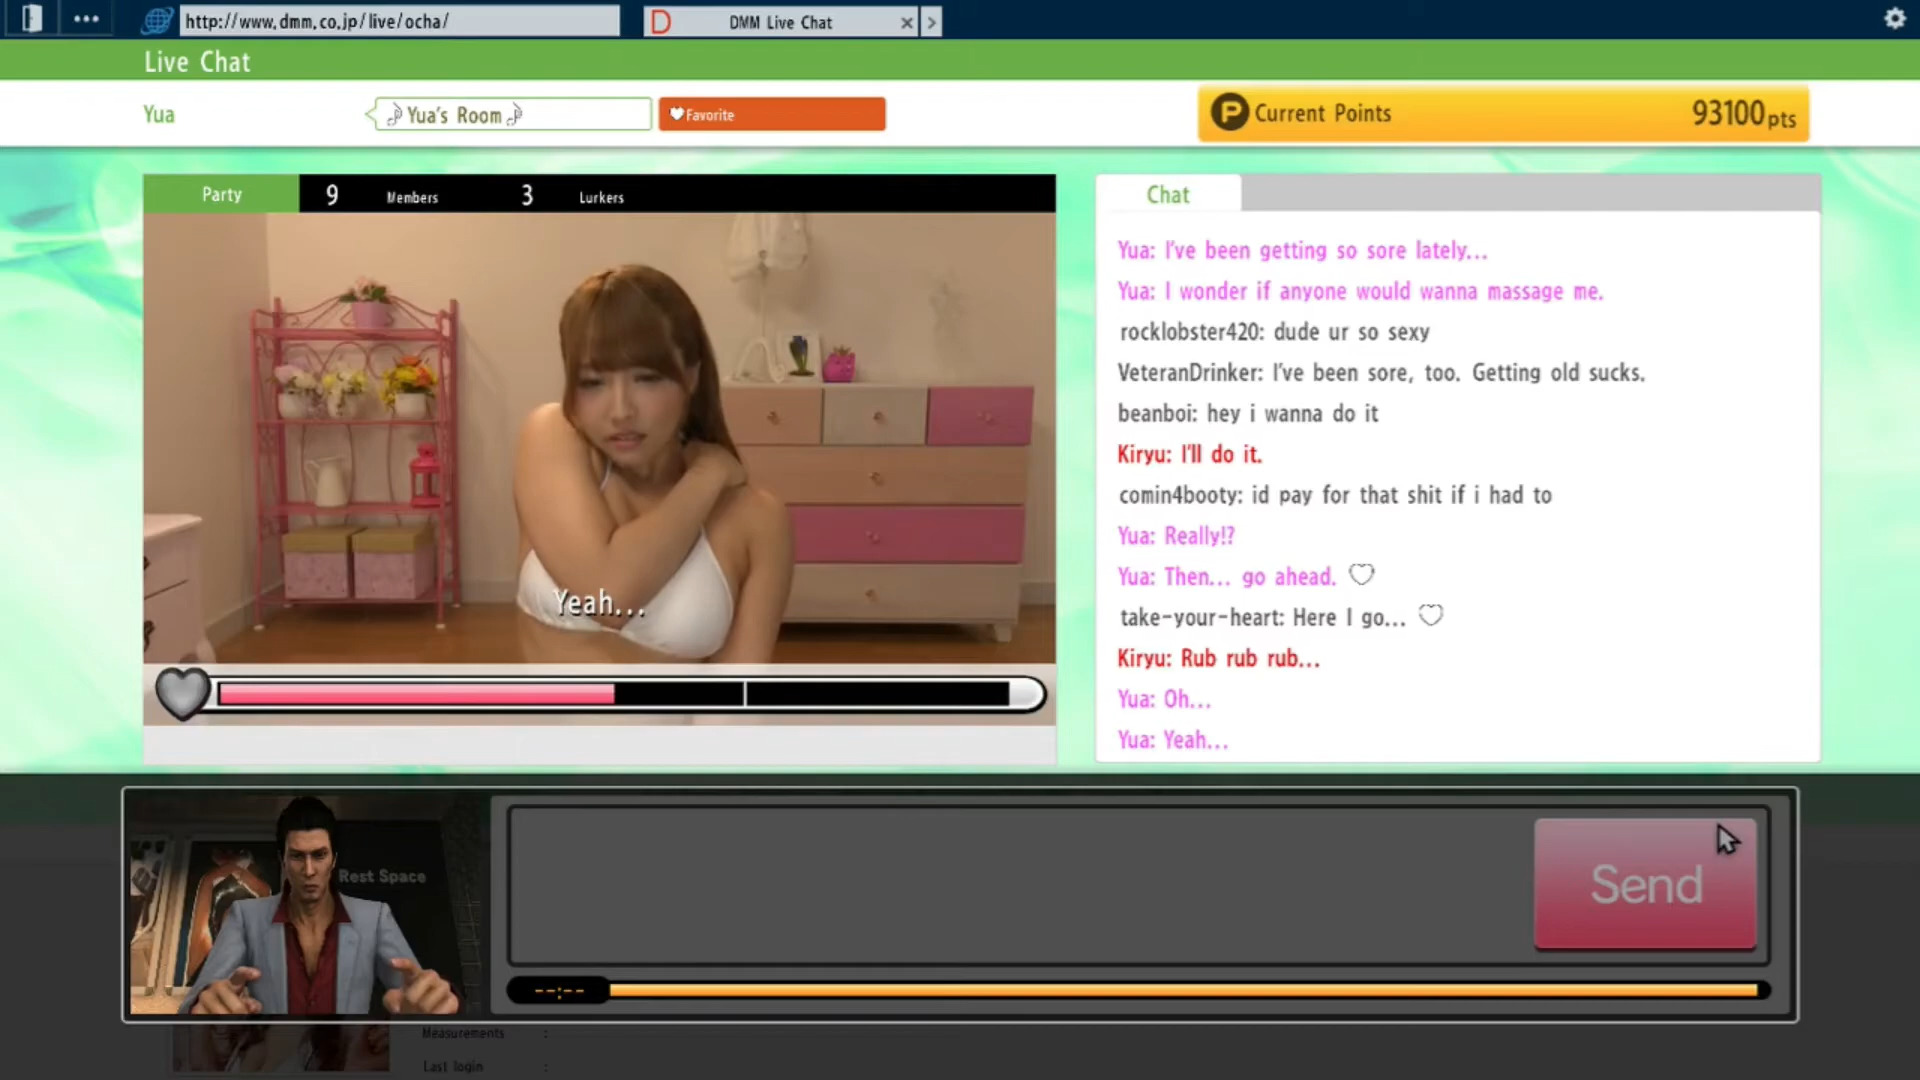 http://www.dmm.co.jp/live/ocha/
DMM Live Chat
Live Chat
Yua
Yua's Room
Favorite
P Current Points 93100pts
Party 9 Members 3 Lurkers
Yeah...
Chat
Yua: I've been getting so sore lately...
Yua: I wonder if anyone would wanna massage me.
rocklobster420: dude ur so sexy
VeteranDrinker: I've been sore, too. Getting old sucks.
beanboi: hey i wanna do it
Kiryu: I'll do it.
comin4booty: id pay for that shit if i had to
Yua: Really!?
Yua: Then... go ahead. ♡
take-your-heart: Here I go... ♡
Kiryu: Rub rub rub...
Yua: Oh...
Yua: Yeah...
Rest Space
Send
--:--
Measurements :
Last login :